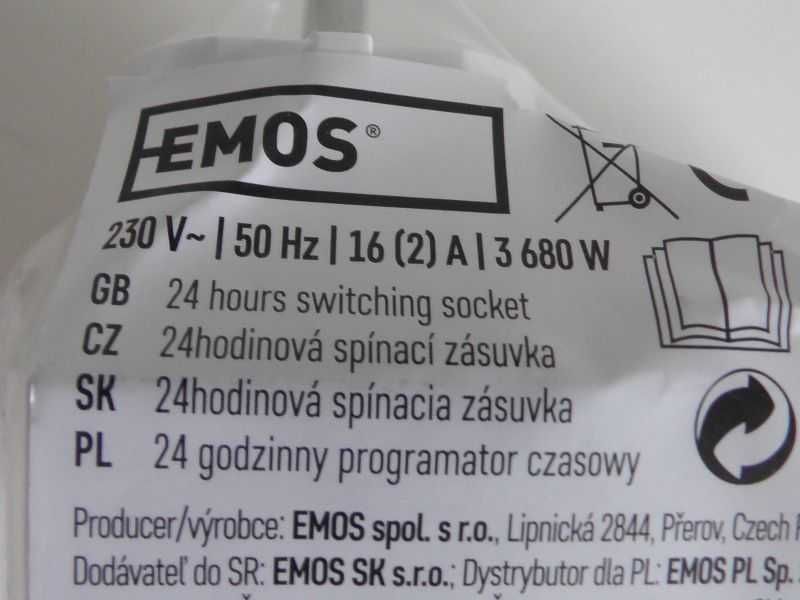 EMOS®
230 V~ | 50 Hz | 16 (2) A | 3 680 W
GB 24 hours switching socket
CZ 24hodinová spínací zásuvka
SK 24hodinová spínacia zásuvka
PL 24 godzinny programator czasowy
Producer/výrobce: EMOS spol. s r.o., Lipnická 2844, Přerov, Czech
Dodávateľ do SR: EMOS SK s.r.o.; Dystrybutor dla PL: EMOS PL Sp.